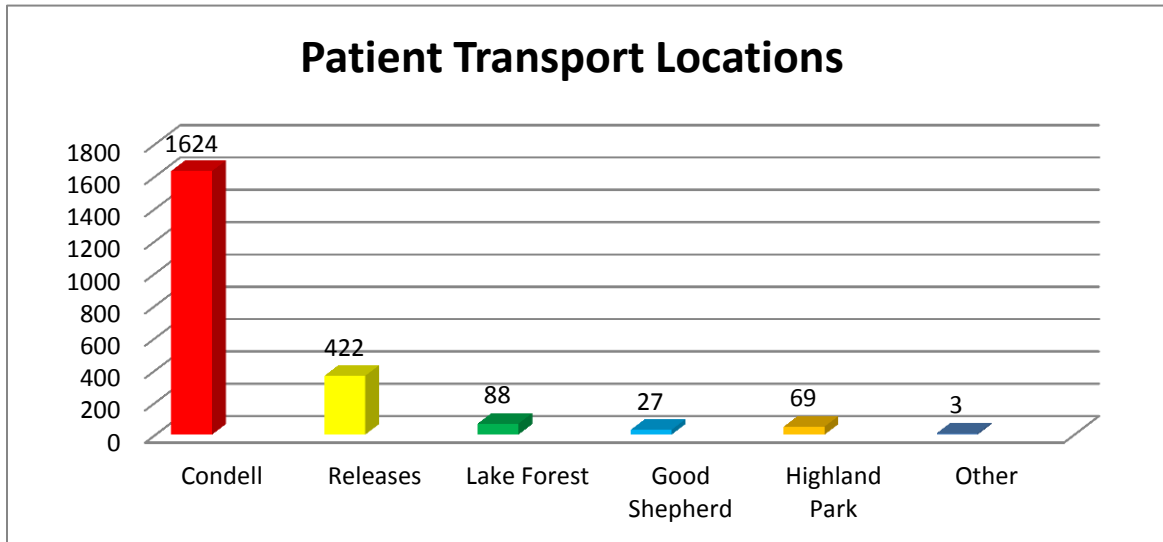 Patient Transport Locations
1800
1600
1400
1200
1000
800
600
400
200
0
1624
422
88
27
69
3
Condell
Releases
Lake Forest
Good
Shepherd
Highland
Park
Other